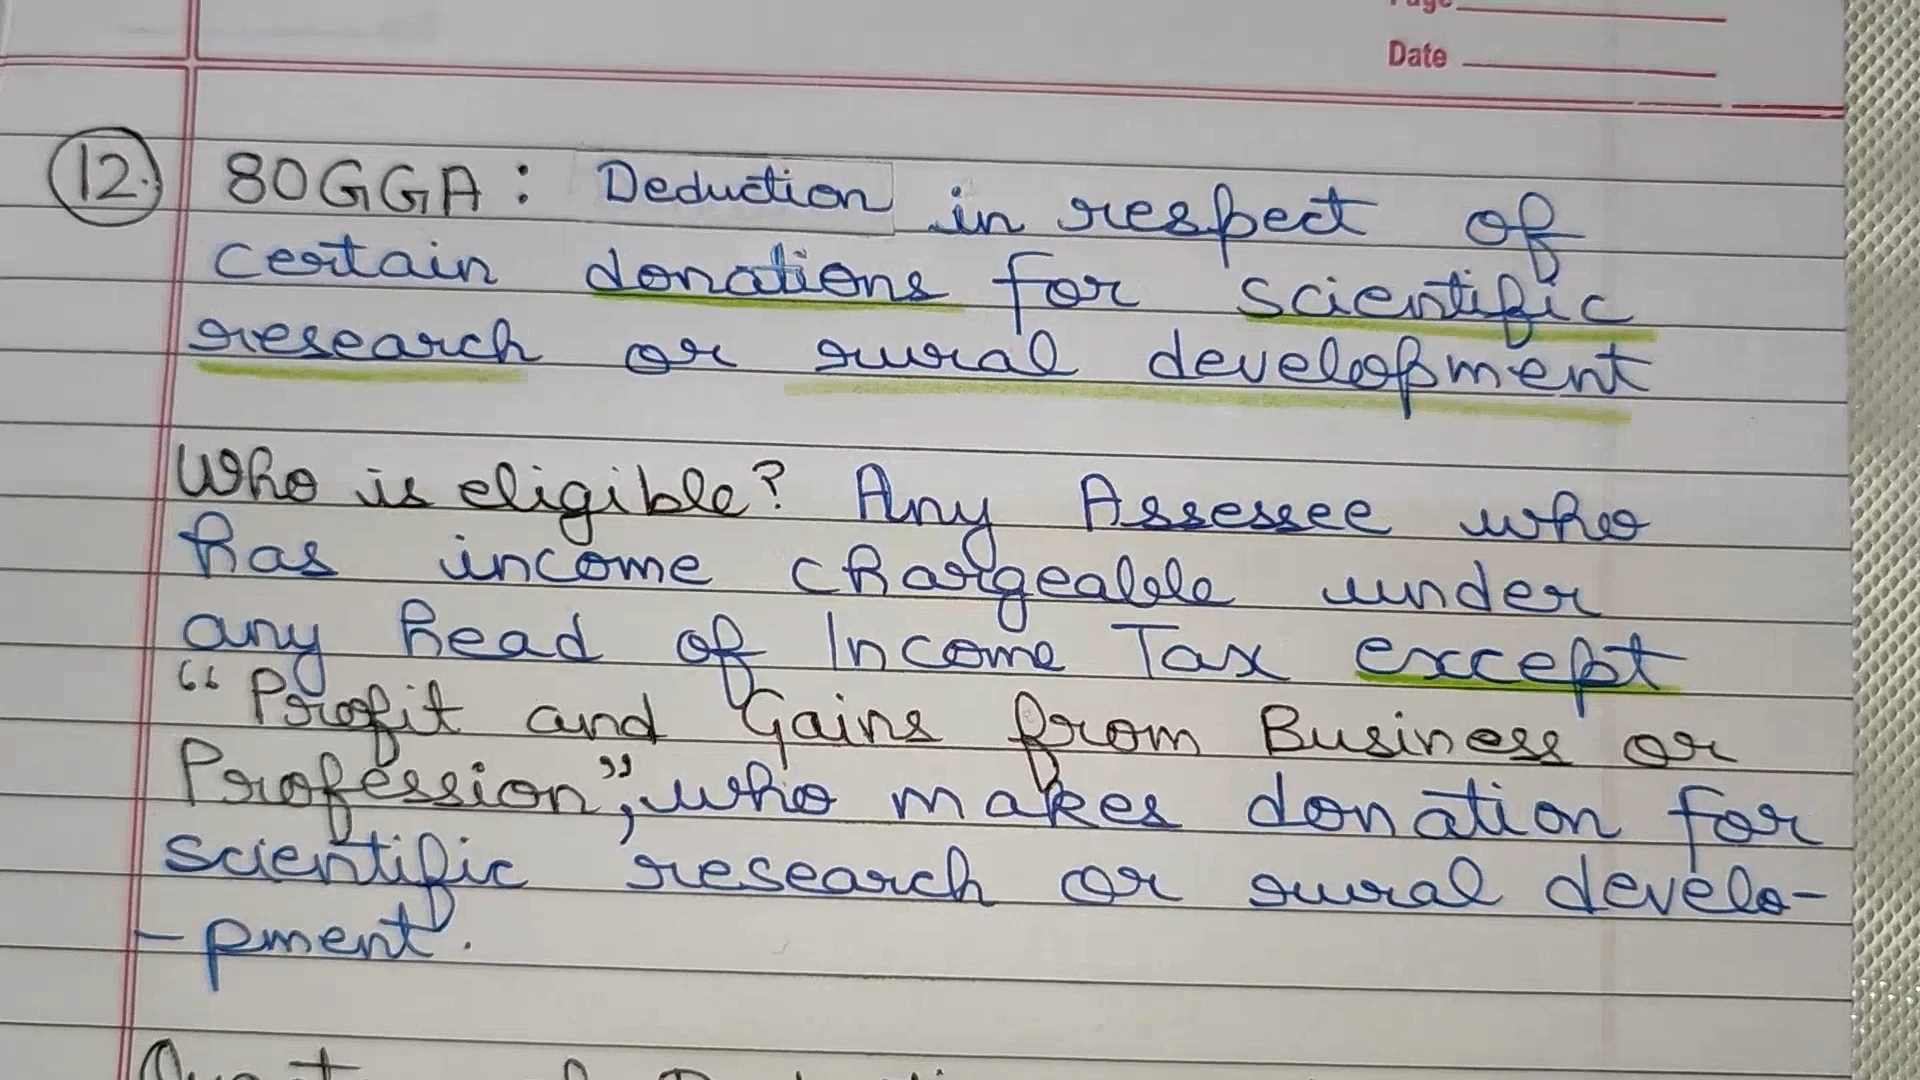 Date
12. 80GGA: Deduction in respect of
certain donations for scientific
research or rural development
Who is eligible? Any Assessee who
has income chargeable under
any head of Income Tax except
“Profit and Gains from Business or
Profession”, who makes donation for
scientific research or rural develo-
-pment.